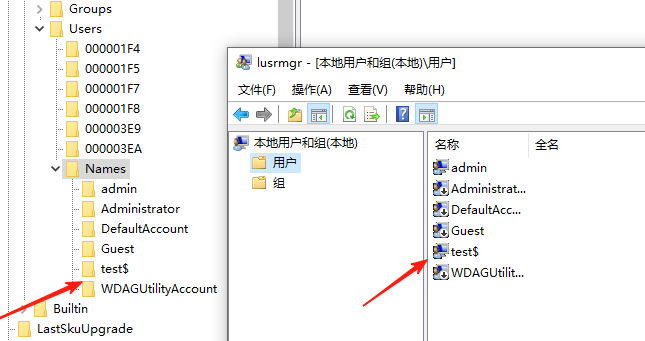 Groups
Users
000001F4
000001F5
000001F7
000001F8
000003E9
000003EA
Names
admin
Administrator
DefaultAccount
Guest
test$
WDAGUtilityAccount
Builtin
LastSkuUpgrade
lusrmgr - [本地用户和组(本地)\用户]
文件(F) 操作(A) 查看(V) 帮助(H)
本地用户和组(本地)
用户
组
名称 全名
admin
Administrat...
DefaultAcc...
Guest
test$
WDAGUtilit...